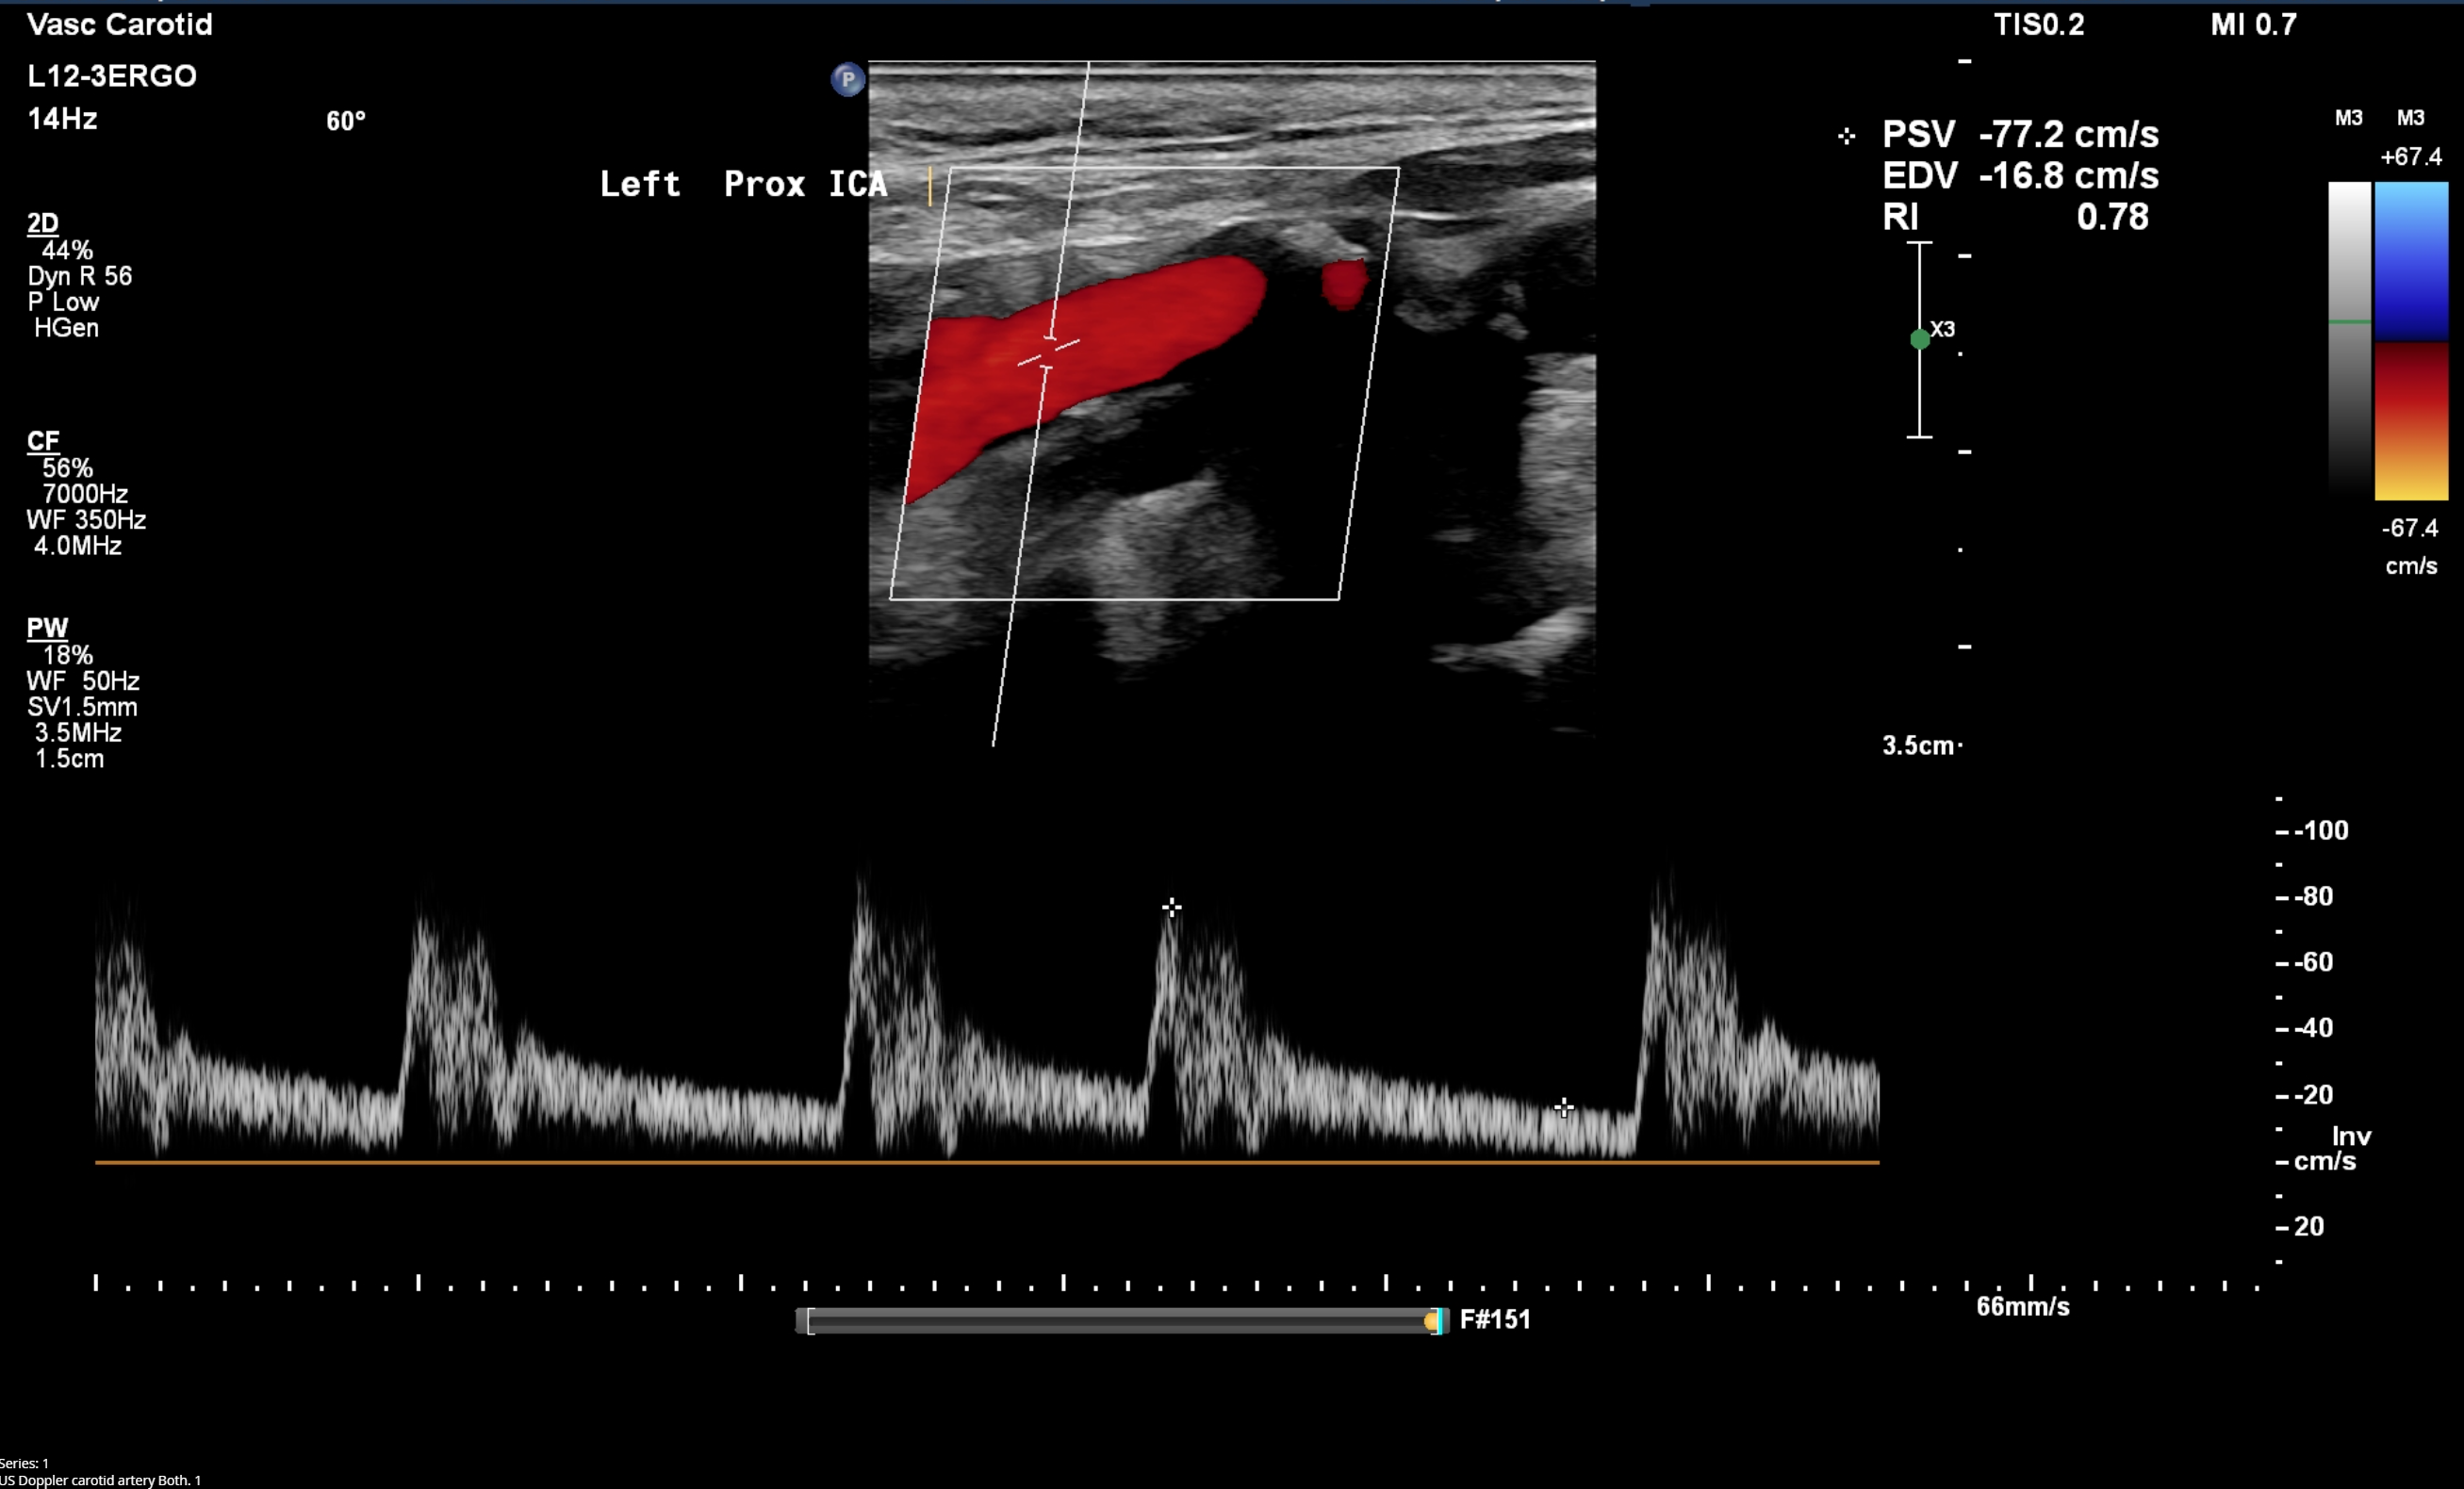 Vasc Carotid
TIS0.2 MI 0.7
L12-3ERGO
14Hz 60°
P
Left Prox ICA
PSV -77.2 cm/s
EDV -16.8 cm/s
RI 0.78
M3 M3
+67.4
2D
44%
Dyn R 56
P Low
HGen
X3
CF
56%
7000Hz
WF 350Hz
4.0MHz
-67.4
cm/s
PW
18%
WF 50Hz
SV1.5mm
3.5MHz
1.5cm
3.5cm
-100
-80
-60
-40
-20
Inv
cm/s
20
66mm/s
F#151
Series: 1
US Doppler carotid artery Both. 1